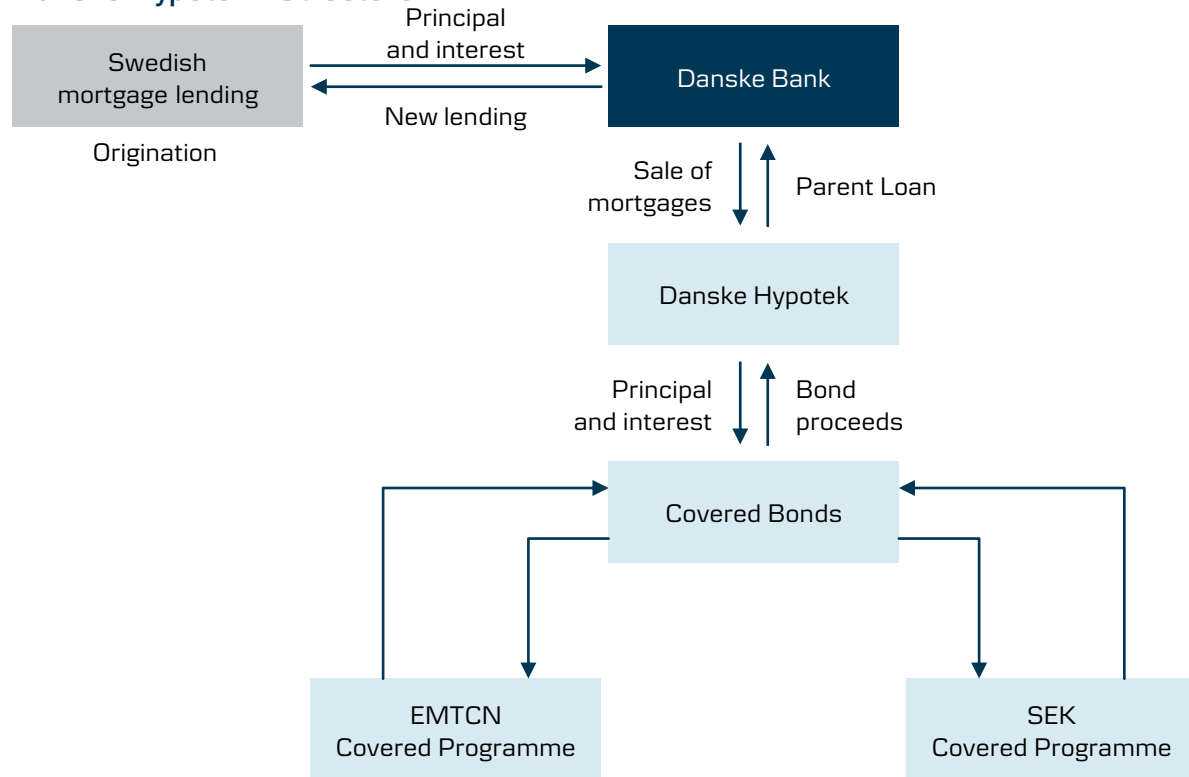 Principal
and interest
Swedish
mortgage lending
Danske Bank
New lending
Origination
Sale of
mortgages
Parent Loan
Danske Hypotek
Principal
and interest
Bond
proceeds
Covered Bonds
EMTCN
Covered Programme
SEK
Covered Programme